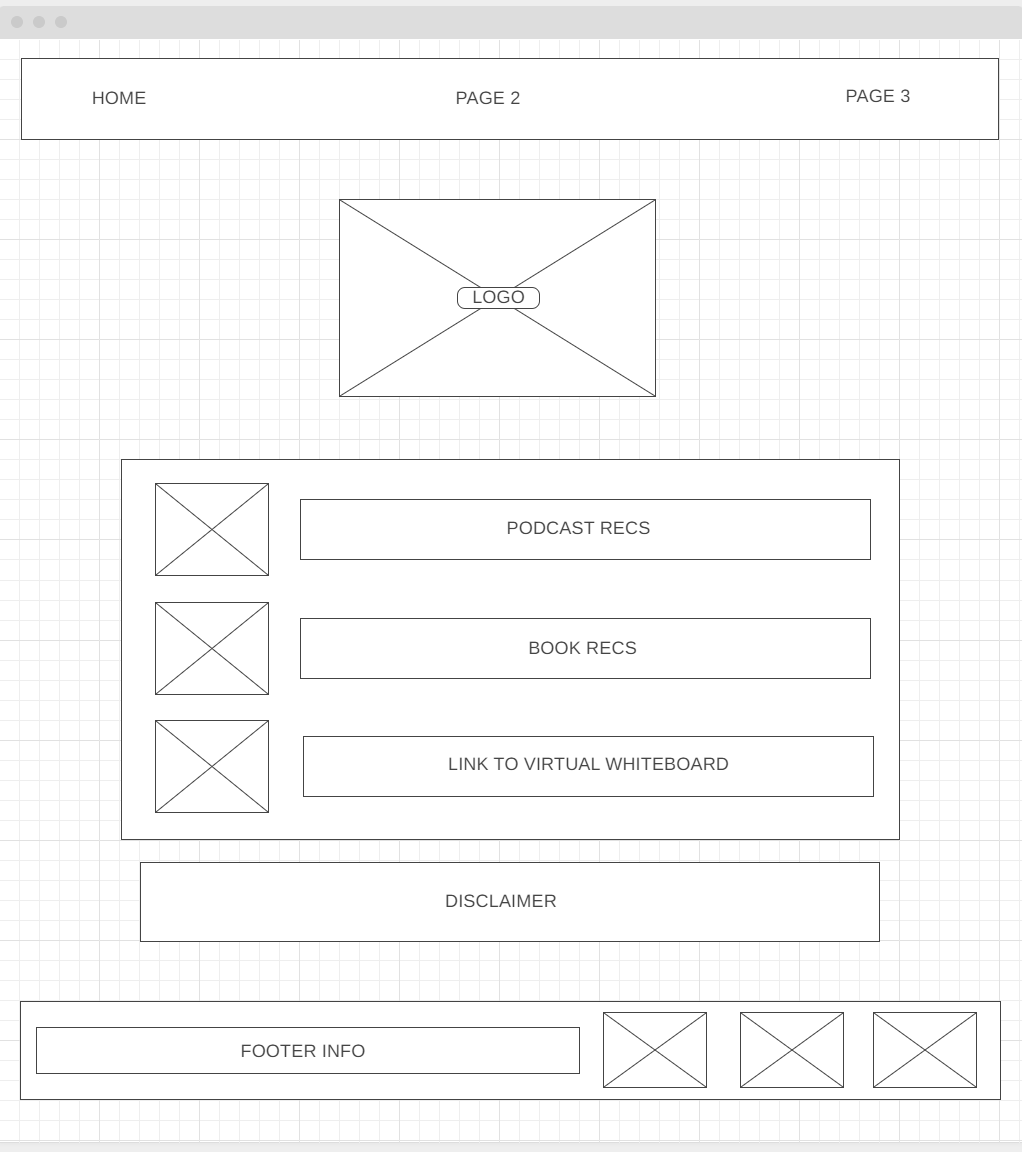 HOME
PAGE 2
PAGE 3
LOGO
PODCAST RECS
BOOK RECS
LINK TO VIRTUAL WHITEBOARD
DISCLAIMER
FOOTER INFO